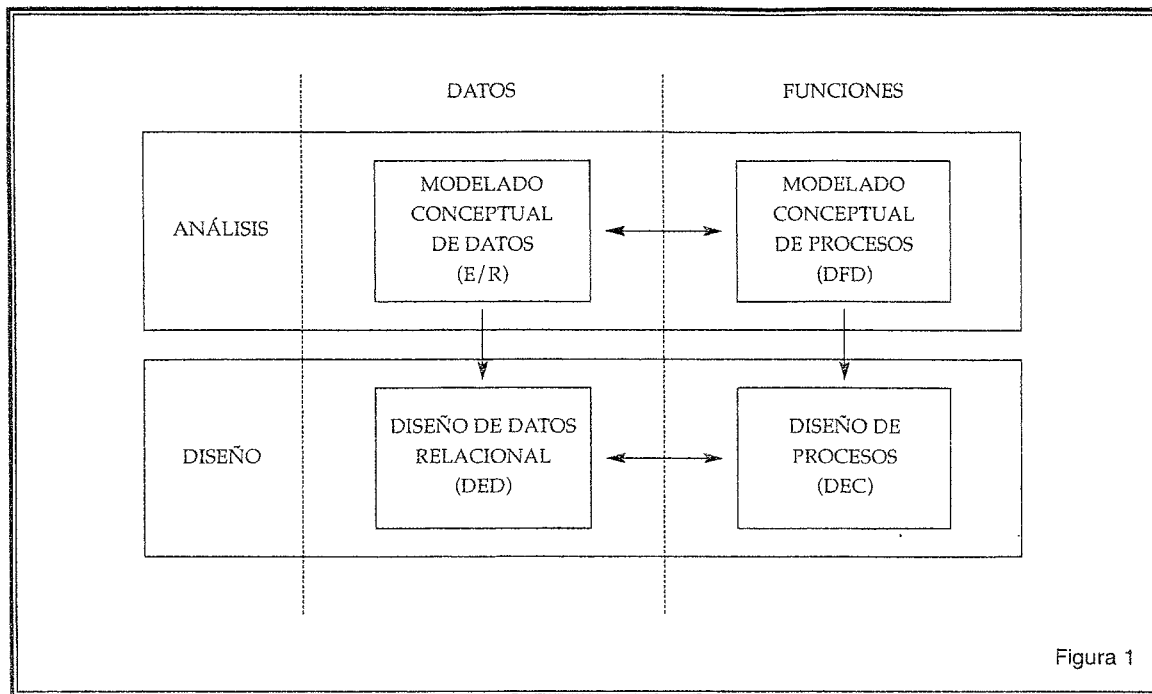 DATOS
FUNCIONES
ANÁLISIS
MODELADO
CONCEPTUAL
DE DATOS
(E/R)
MODELADO
CONCEPTUAL
DE PROCESOS
(DFD)
DISEÑO
DISEÑO DE DATOS
RELACIONAL
(DED)
DISEÑO DE
PROCESOS
(DEC)
Figura 1